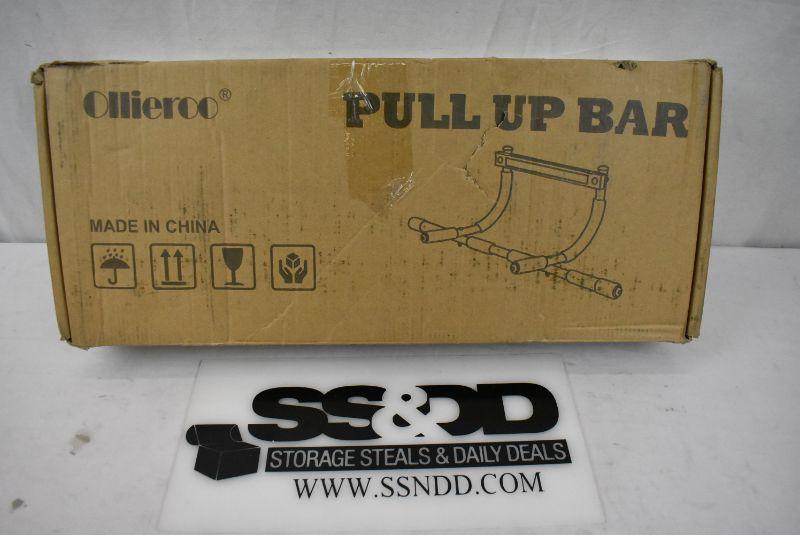 Ollieroo®
PULL UP BAR
MADE IN CHINA
SS&DD
STORAGE STEALS & DAILY DEALS
WWW.SSNDD.COM